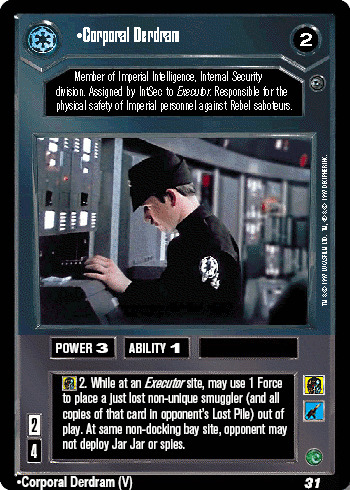 •Corporal Derdram
2
Member of Imperial Intelligence, Internal Security
division. Assigned by IntSec to Executor. Responsible for the
physical safety of Imperial personnel against Rebel saboteurs.
POWER 3 ABILITY 1
2. While at an Executor site, may use 1 Force
to place a just lost non-unique smuggler (and all
copies of that card in opponent's Lost Pile) out of
play. At same non-docking bay site, opponent may
not deploy Jar Jar or spies.
2
4
•Corporal Derdram (V)
31